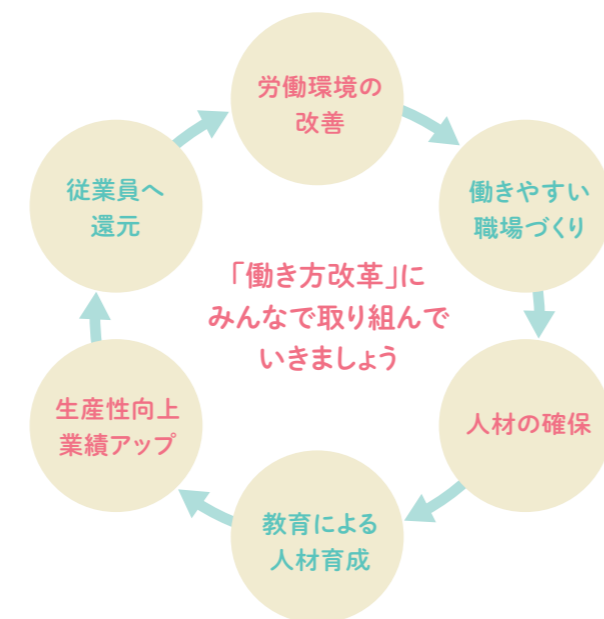 労働環境の
改善
働きやすい
職場づくり
人材の確保
教育による
人材育成
生産性向上
業績アップ
従業員へ
還元
「働き方改革」に
みんなで取り組んで
いきましょう